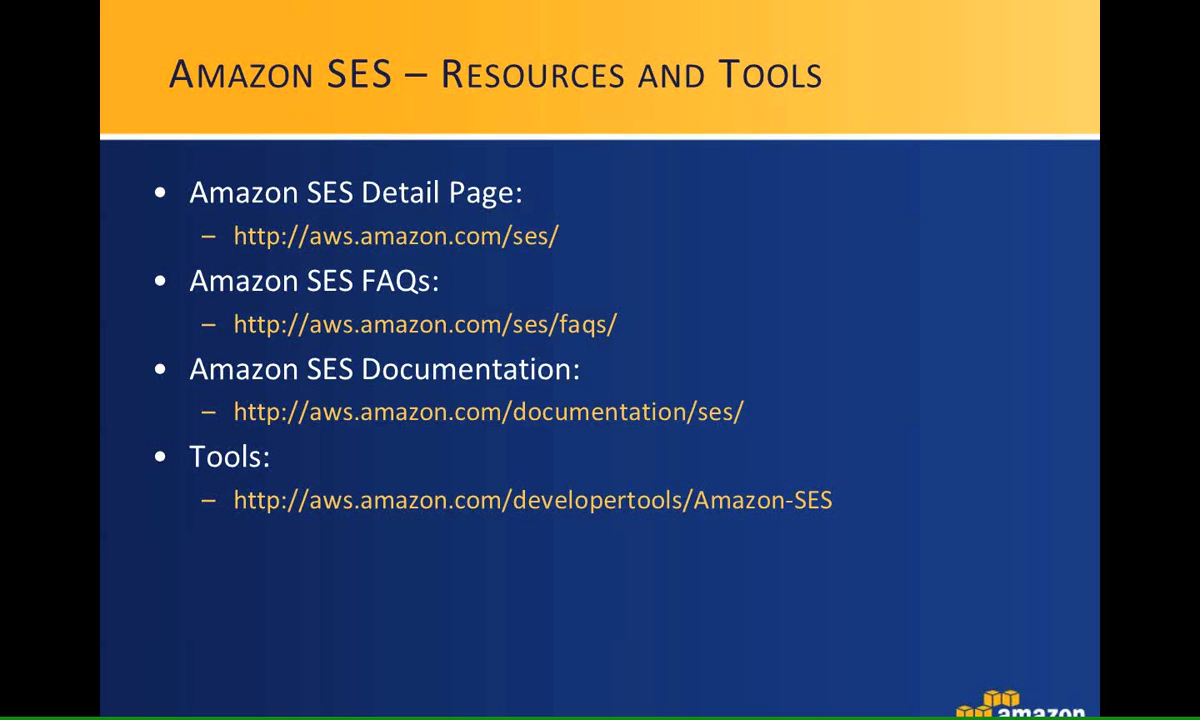 AMAZON SES – RESOURCES AND TOOLS
• Amazon SES Detail Page:
– http://aws.amazon.com/ses/
• Amazon SES FAQs:
– http://aws.amazon.com/ses/faqs/
• Amazon SES Documentation:
– http://aws.amazon.com/documentation/ses/
• Tools:
– http://aws.amazon.com/developertools/Amazon-SES
amazon